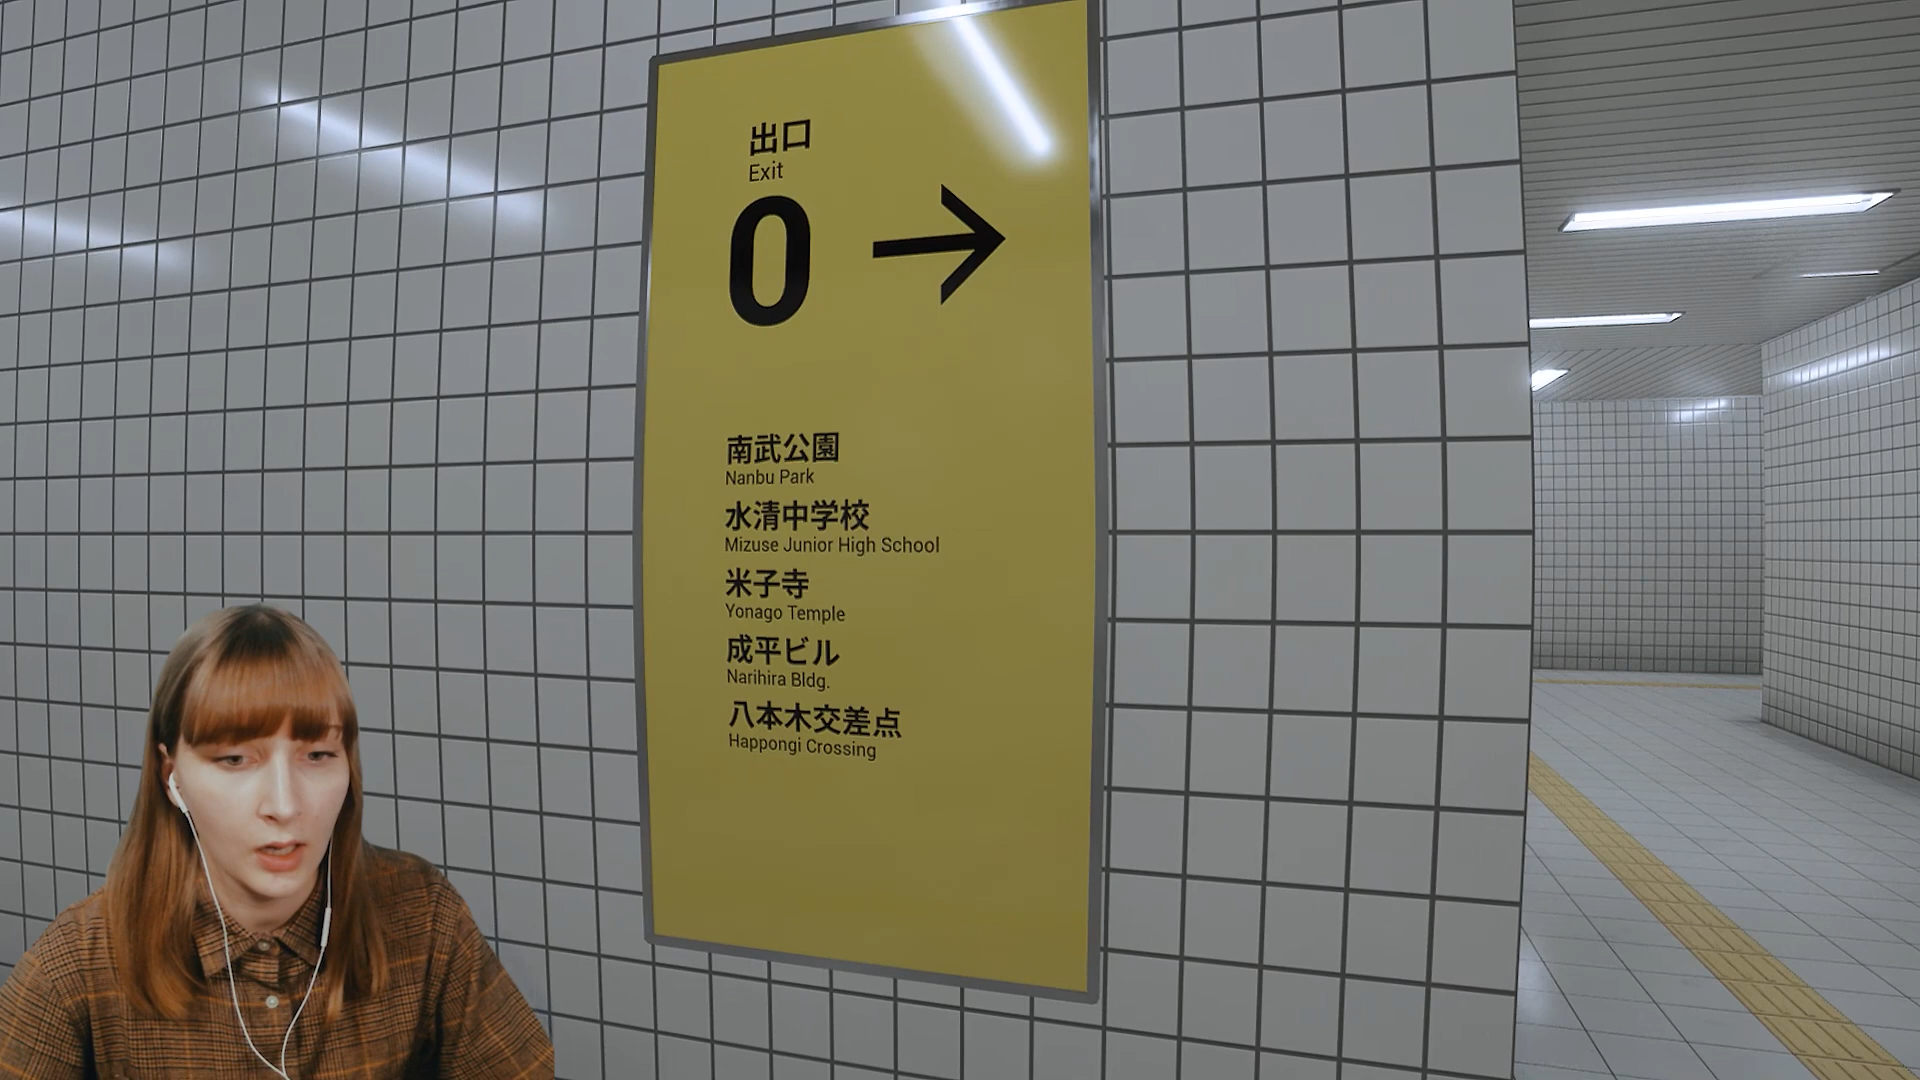 出口
Exit
0 →
南武公園
Nanbu Park
水清中学校
Mizuse Junior High School
米子寺
Yonago Temple
成平ビル
Narihira Bldg.
八本木交差点
Happongi Crossing